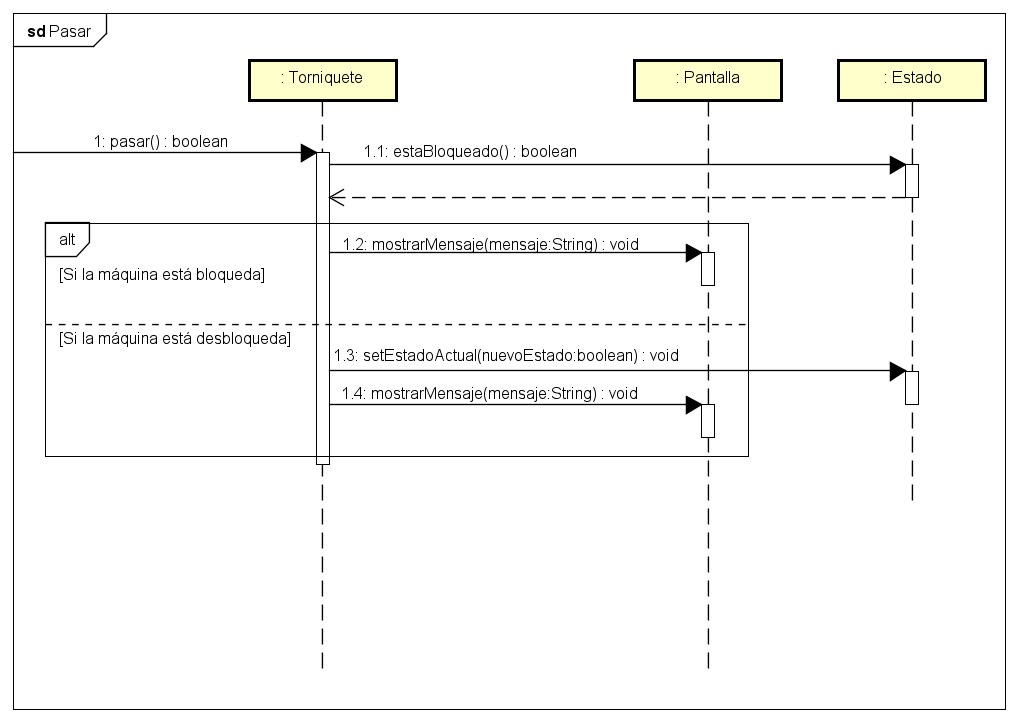 sd Pasar
: Torniquete
: Pantalla
: Estado
1: pasar() : boolean
1.1: estaBloqueado() : boolean
alt
1.2: mostrarMensaje(mensaje:String) : void
[Si la máquina está bloqueda]
[Si la máquina está desbloqueda]
1.3: setEstadoActual(nuevoEstado:boolean) : void
1.4: mostrarMensaje(mensaje:String) : void